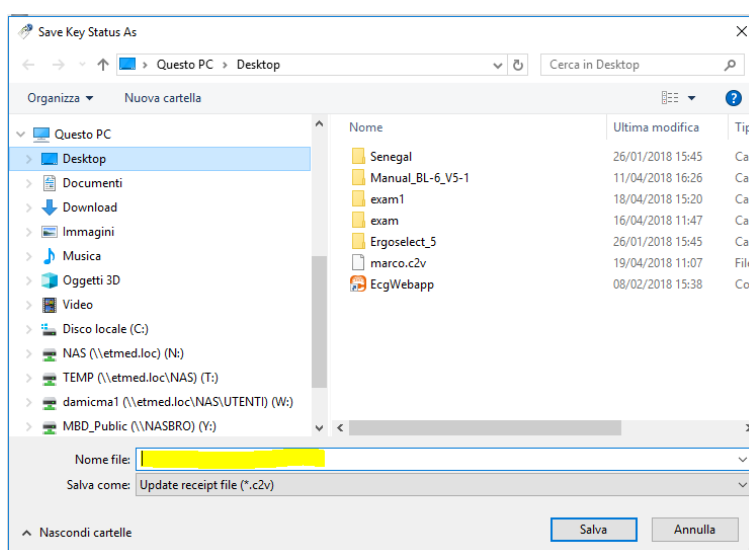 Save Key Status As
Questo PC > Desktop
Cerca in Desktop
Organizza
Nuova cartella
Questo PC
Desktop
Documenti
Download
Immagini
Musica
Oggetti 3D
Video
Disco locale (C:)
NAS (\\etmed.loc) (N:)
TEMP (\\etmed.loc\NAS) (T:)
damicma1 (\\etmed.loc\NAS\UTENTI) (W:)
MBD_Public (\\NASBRO) (Y:)
Nome Ultima modifica Tip
Senegal 26/01/2018 15:45 Ca
Manual_BL-6_V5-1 11/04/2018 16:26 Ca
exam1 18/04/2018 15:20 Ca
exam 16/04/2018 11:47 Ca
Ergoselect_5 26/01/2018 15:45 Ca
marco.c2v 19/04/2018 11:07 File
EcgWebapp 08/02/2018 15:38 Co
Nome file:
Salva come: Update receipt file (*.c2v)
Nascondi cartelle
Salva
Annulla